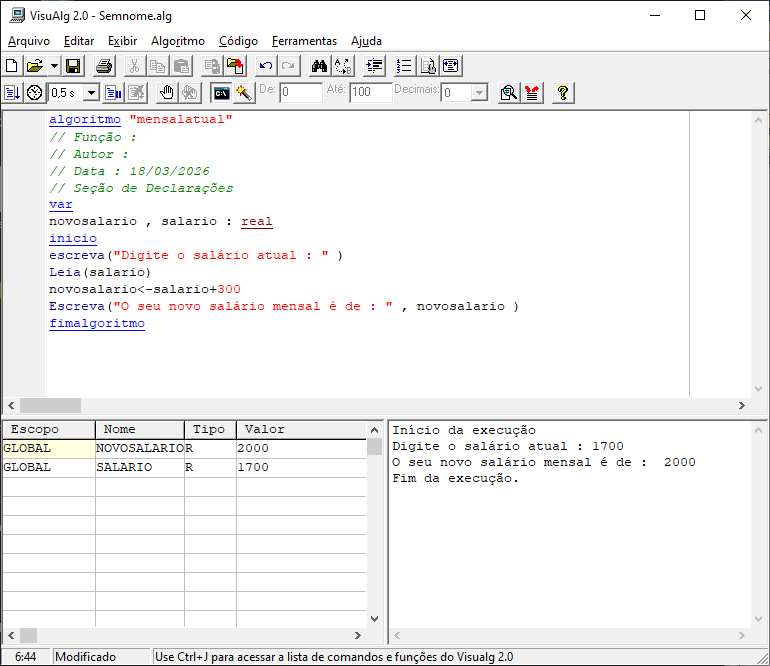 VisuAlg 2.0 - Semnome.alg
Arquivo Editar Exibir Algoritmo Código Ferramentas Ajuda
0,5 s De: 0 Até: 100 Decimais: 0
algoritmo "mensalatual"
// Função :
// Autor :
// Data : 18/03/2026
// Seção de Declarações
var
novosalario , salario : real
inicio
escreva("Digite o salário atual : " )
Leia(salario)
novosalario<-salario+300
Escreva("O seu novo salário mensal é de : " , novosalario )
fimalgoritmo
Escopo Nome Tipo Valor
GLOBAL NOVOSALARIO R 2000
GLOBAL SALARIO R 1700
Início da execução
Digite o salário atual : 1700
O seu novo salário mensal é de :  2000
Fim da execução.
6:44 Modificado Use Ctrl+J para acessar a lista de comandos e funções do Visualg 2.0